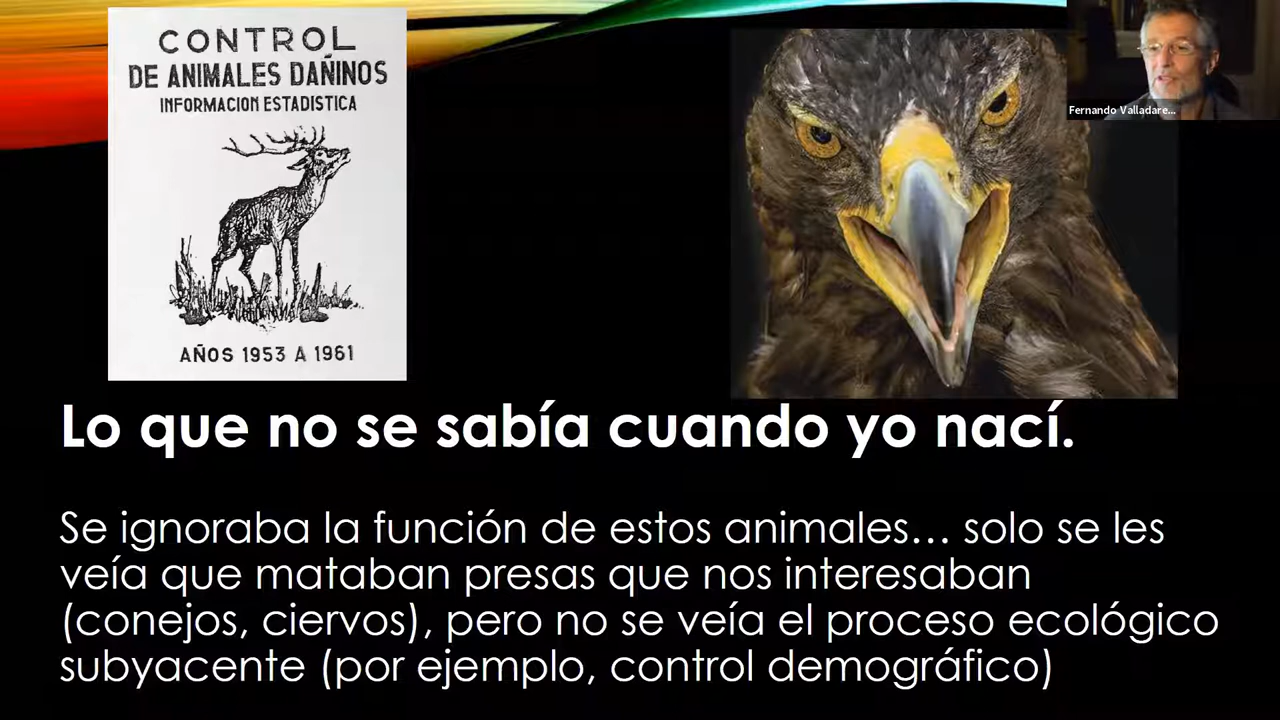 CONTROL
DE ANIMALES DAÑINOS
INFORMACION ESTADISTICA
AÑOS 1953 A 1961
Fernando Valladare...
Lo que no se sabía cuando yo nací.
Se ignoraba la función de estos animales... solo se les
veía que mataban presas que nos interesaban
(conejos, ciervos), pero no se veía el proceso ecológico
subyacente (por ejemplo, control demográfico)